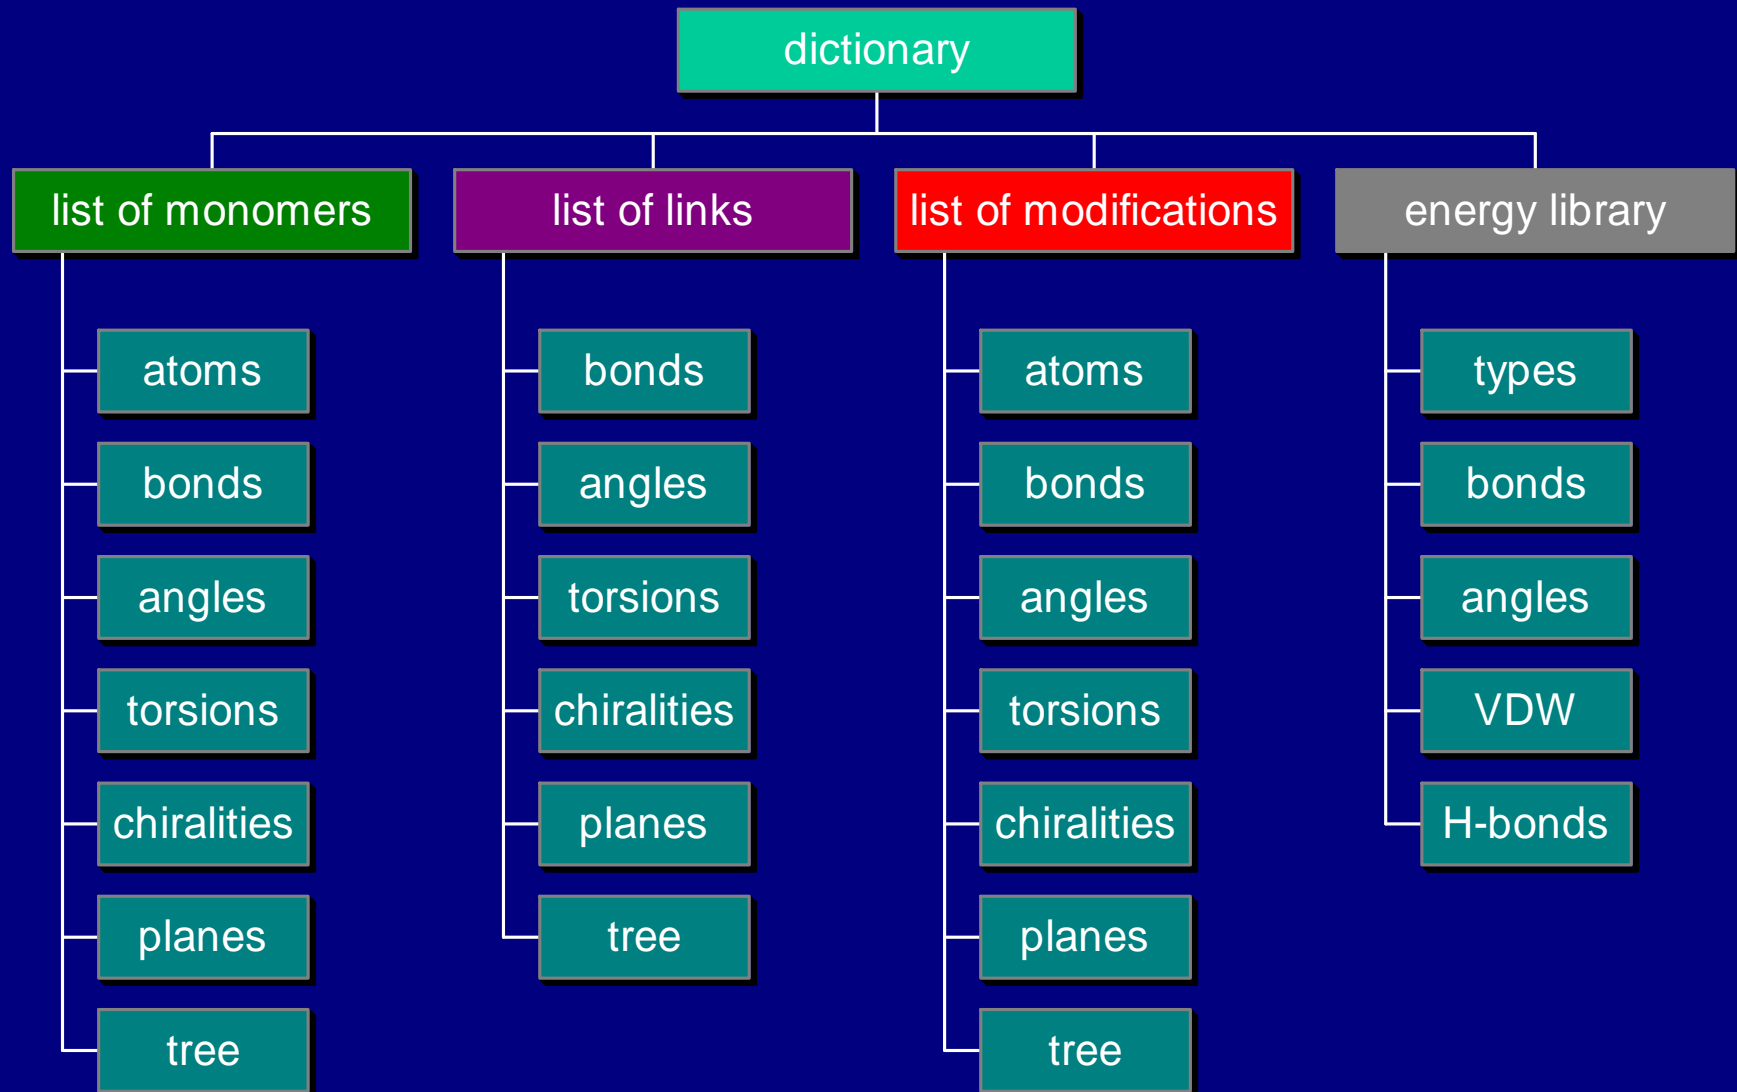 dictionary
list of monomers
list of links
list of modifications
energy library
atoms
bonds
angles
torsions
chiralities
planes
tree
bonds
angles
torsions
chiralities
planes
tree
atoms
bonds
angles
torsions
chiralities
planes
tree
types
bonds
angles
VDW
H-bonds